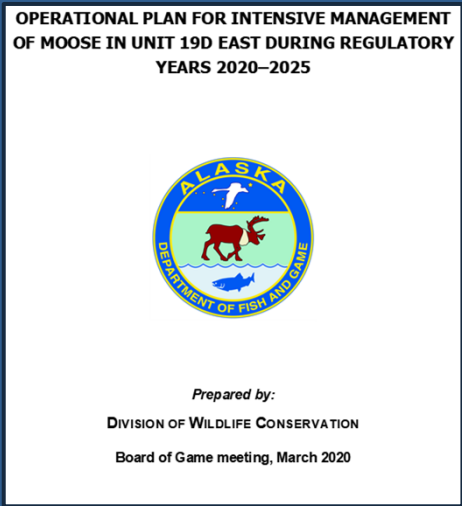 OPERATIONAL PLAN FOR INTENSIVE MANAGEMENT
OF MOOSE IN UNIT 19D EAST DURING REGULATORY
YEARS 2020–2025
ALASKA
DEPARTMENT OF FISH AND GAME
Prepared by:
DIVISION OF WILDLIFE CONSERVATION
Board of Game meeting, March 2020